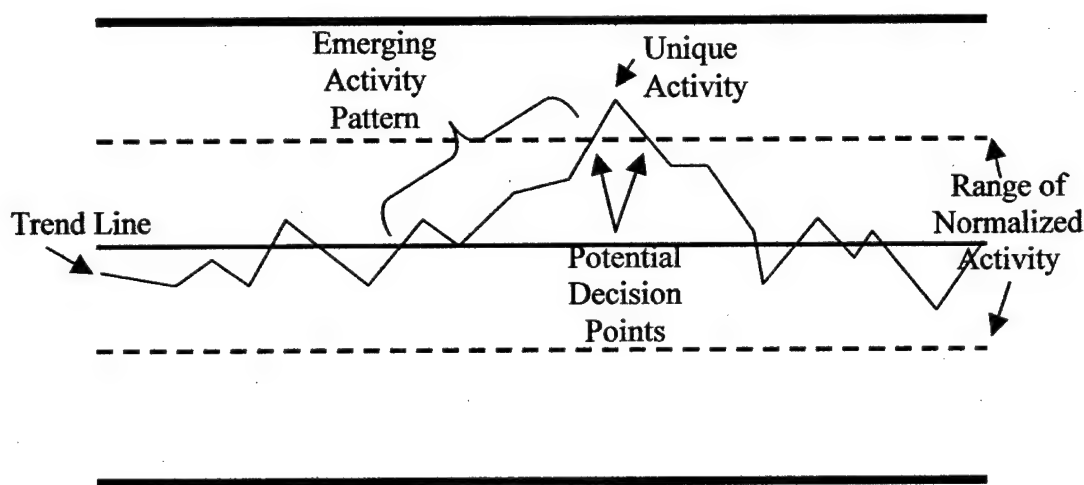 Emerging
Activity
Pattern
Unique
Activity
Trend Line
Range of
Normalized
Activity
Potential
Decision
Points